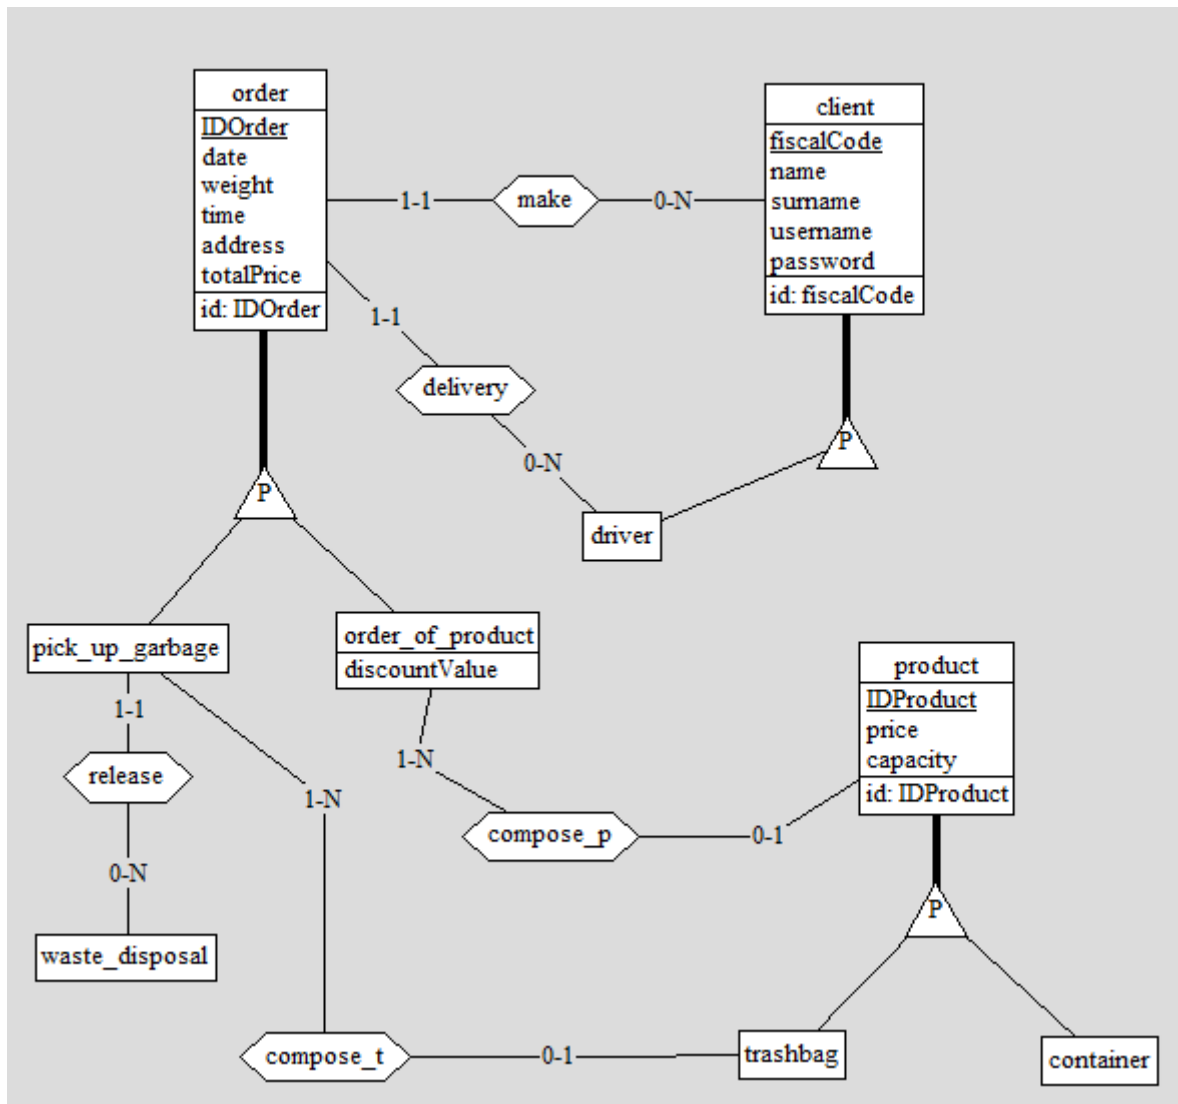 order
IDOrder
date
weight
time
address
totalPrice
id: IDOrder
client
fiscalCode
name
surname
username
password
id: fiscalCode
1-1
make
0-N
1-1
delivery
0-N
driver
P
P
pick_up_garbage
order_of_product
discountValue
product
IDProduct
price
capacity
id: IDProduct
1-1
release
0-N
waste_disposal
1-N
1-N
compose_p
0-1
P
compose_t
0-1
trashbag
container